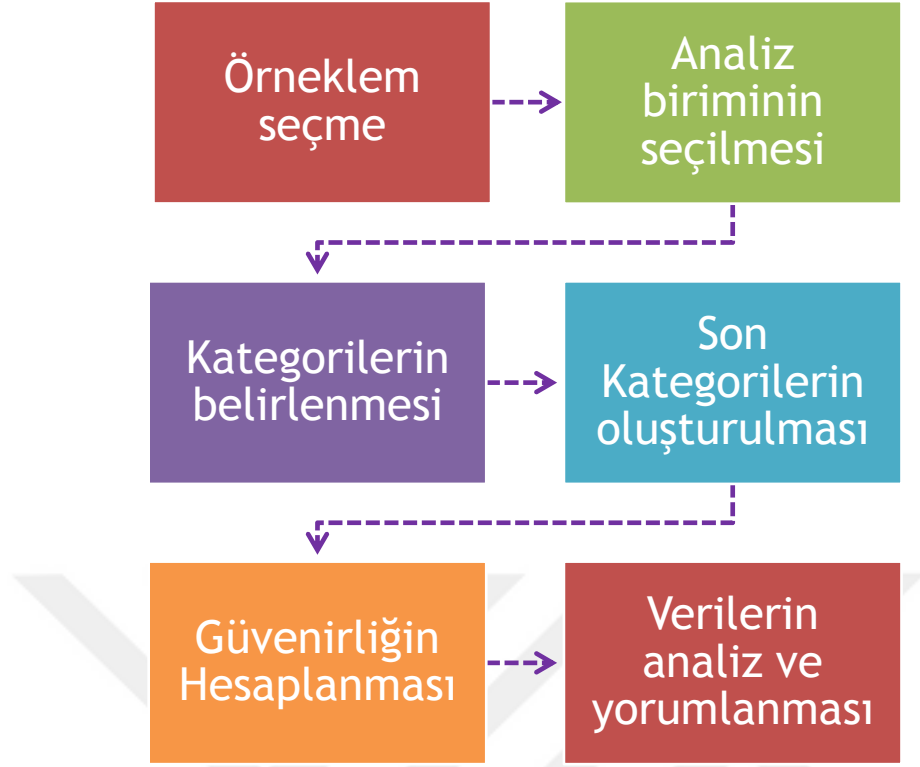 Örneklem
seçme
Analiz
biriminin
seçilmesi
Kategorilerin
belirlenmesi
Son
Kategorilerin
oluşturulması
Güvenirliğin
Hesaplanması
Verilerin
analiz ve
yorumlanması